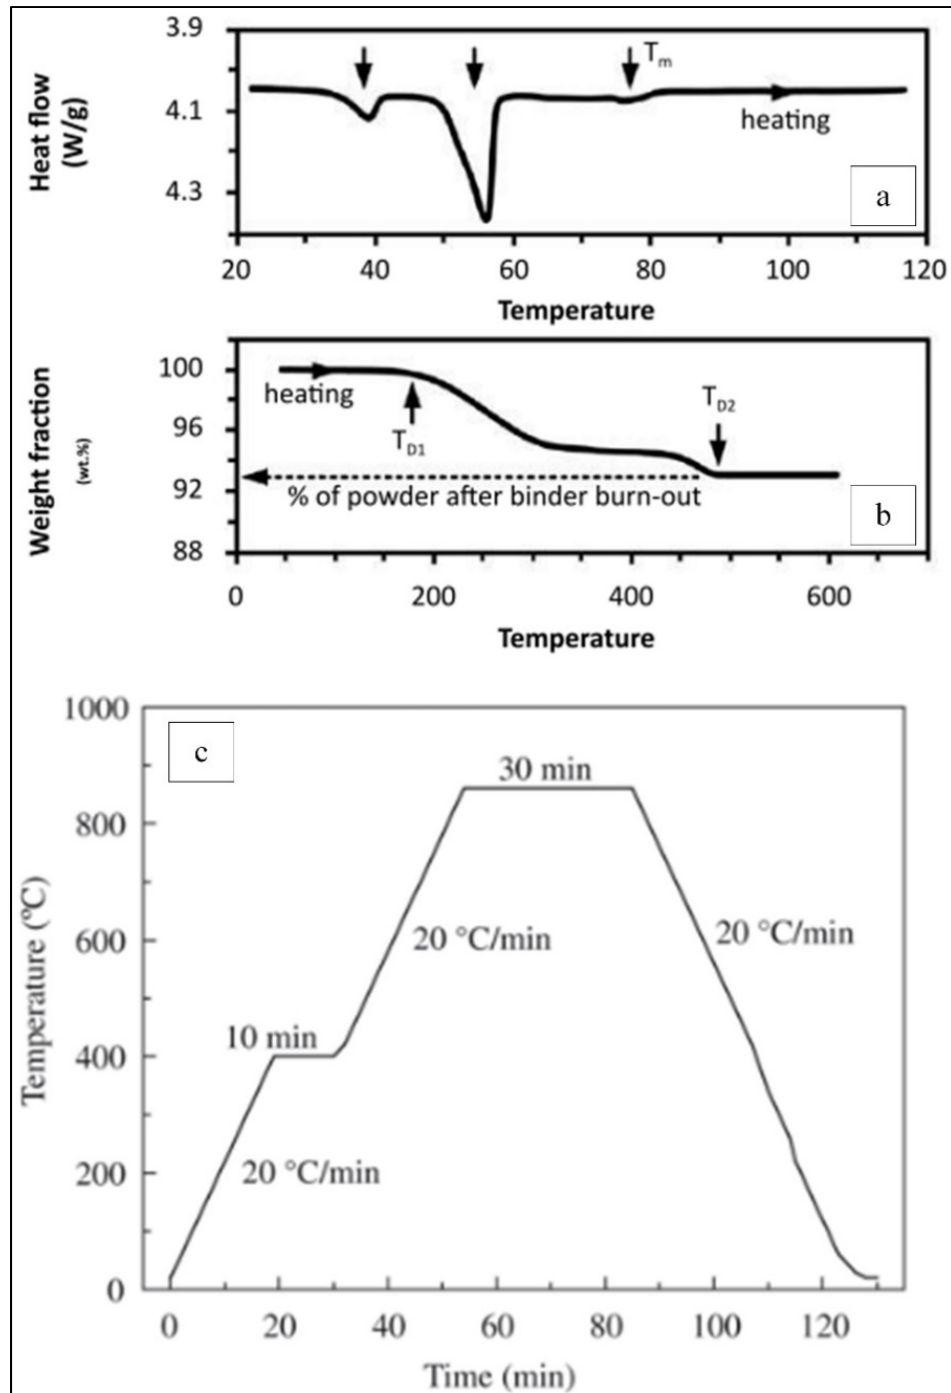 3.9
4.1
4.3
Heat flow
(W/g)
Tm
heating
a
20 40 60 80 100 120
Temperature
100
96
92
88
Weight fraction
(wt.%)
heating
TD1
TD2
% of powder after binder burn-out
b
0 200 400 600
Temperature
1000
800
600
400
200
0
Temperature (ºC)
c
30 min
20 °C/min
20 °C/min
10 min
20 °C/min
0 20 40 60 80 100 120
Time (min)